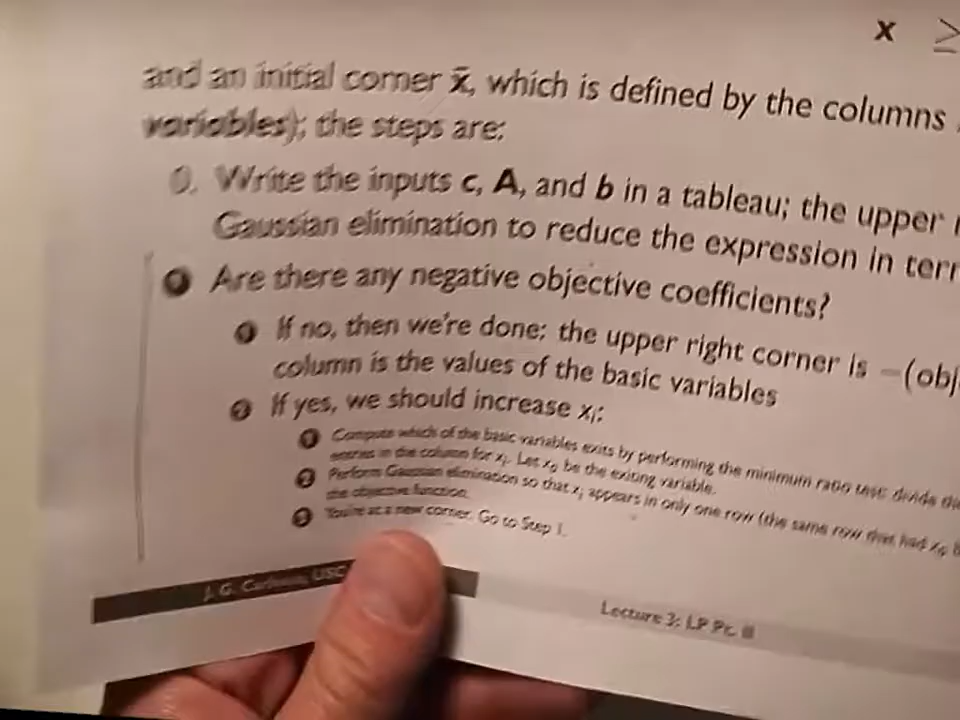 x ≥
and an initial corner x̄, which is defined by the columns
variables); the steps are:
0. Write the inputs c, A, and b in a tableau; the upper
Gaussian elimination to reduce the expression in
1 Are there any negative objective coefficients?
1 If no, then we're done; the upper right corner is −(obj
column is the values of the basic variables
2 If yes, we should increase xⱼ:
1 Compute which of the basic variables exits by performing the minimum ratio test: divide the
entries in the column for xⱼ. Let be the exiting variable.
2 Perform Gaussian elimination so that xⱼ appears in only one row (the same row that had
the objective function.
3 You're at a new corner. Go to Step 1.
J. G. Carlsson, USC
Lecture 3: LP Pt. II